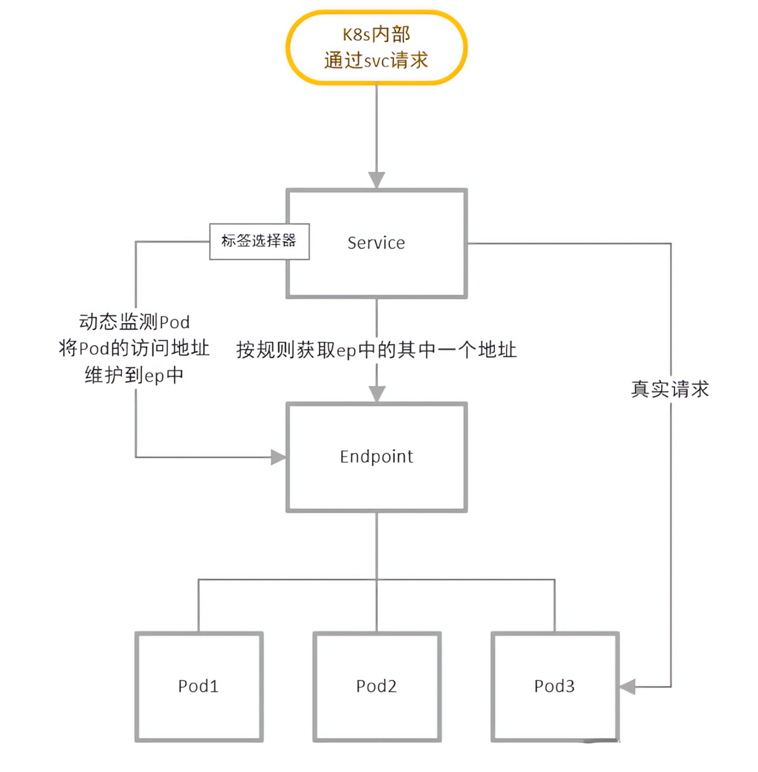 K8s内部
通过svc请求
标签选择器
Service
动态监测Pod
将Pod的访问地址
维护到ep中
按规则获取ep中的其中一个地址
真实请求
Endpoint
Pod1
Pod2
Pod3